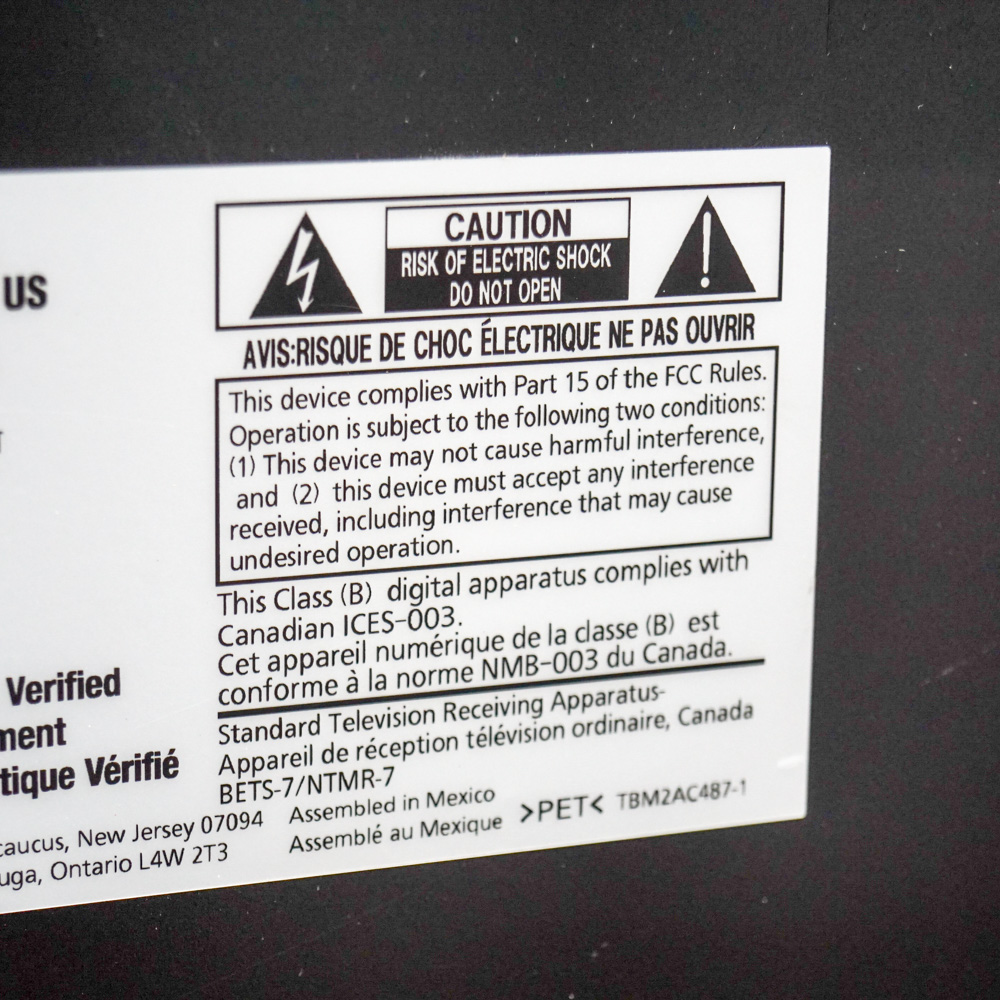 US
CAUTION
RISK OF ELECTRIC SHOCK
DO NOT OPEN
AVIS:RISQUE DE CHOC ÉLECTRIQUE NE PAS OUVRIR
This device complies with Part 15 of the FCC Rules.
Operation is subject to the following two conditions:
(1) This device may not cause harmful interference,
and (2) this device must accept any interference
received, including interference that may cause
undesired operation.
This Class (B) digital apparatus complies with
Canadian ICES-003.
Cet appareil numérique de la classe (B) est
conforme à la norme NMB-003 du Canada.
Verified
ment
tique Vérifié
Standard Television Receiving Apparatus-
Appareil de réception télévision ordinaire, Canada
BETS-7/NTMR-7
caucus, New Jersey 07094
uga, Ontario L4W 2T3
Assembled in Mexico
Assemblé au Mexique
>PET< TBM2AC487-1